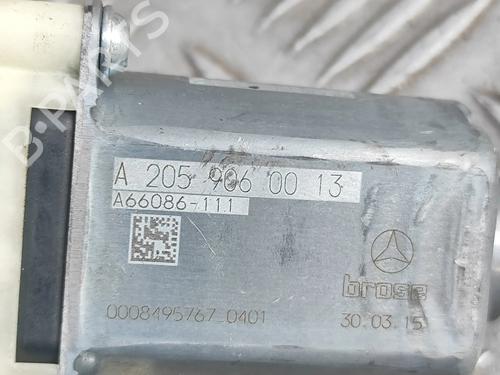 A 205 906 00 13
A66086-111
brose
0008495767_0401
30.03.15
B-PARTS